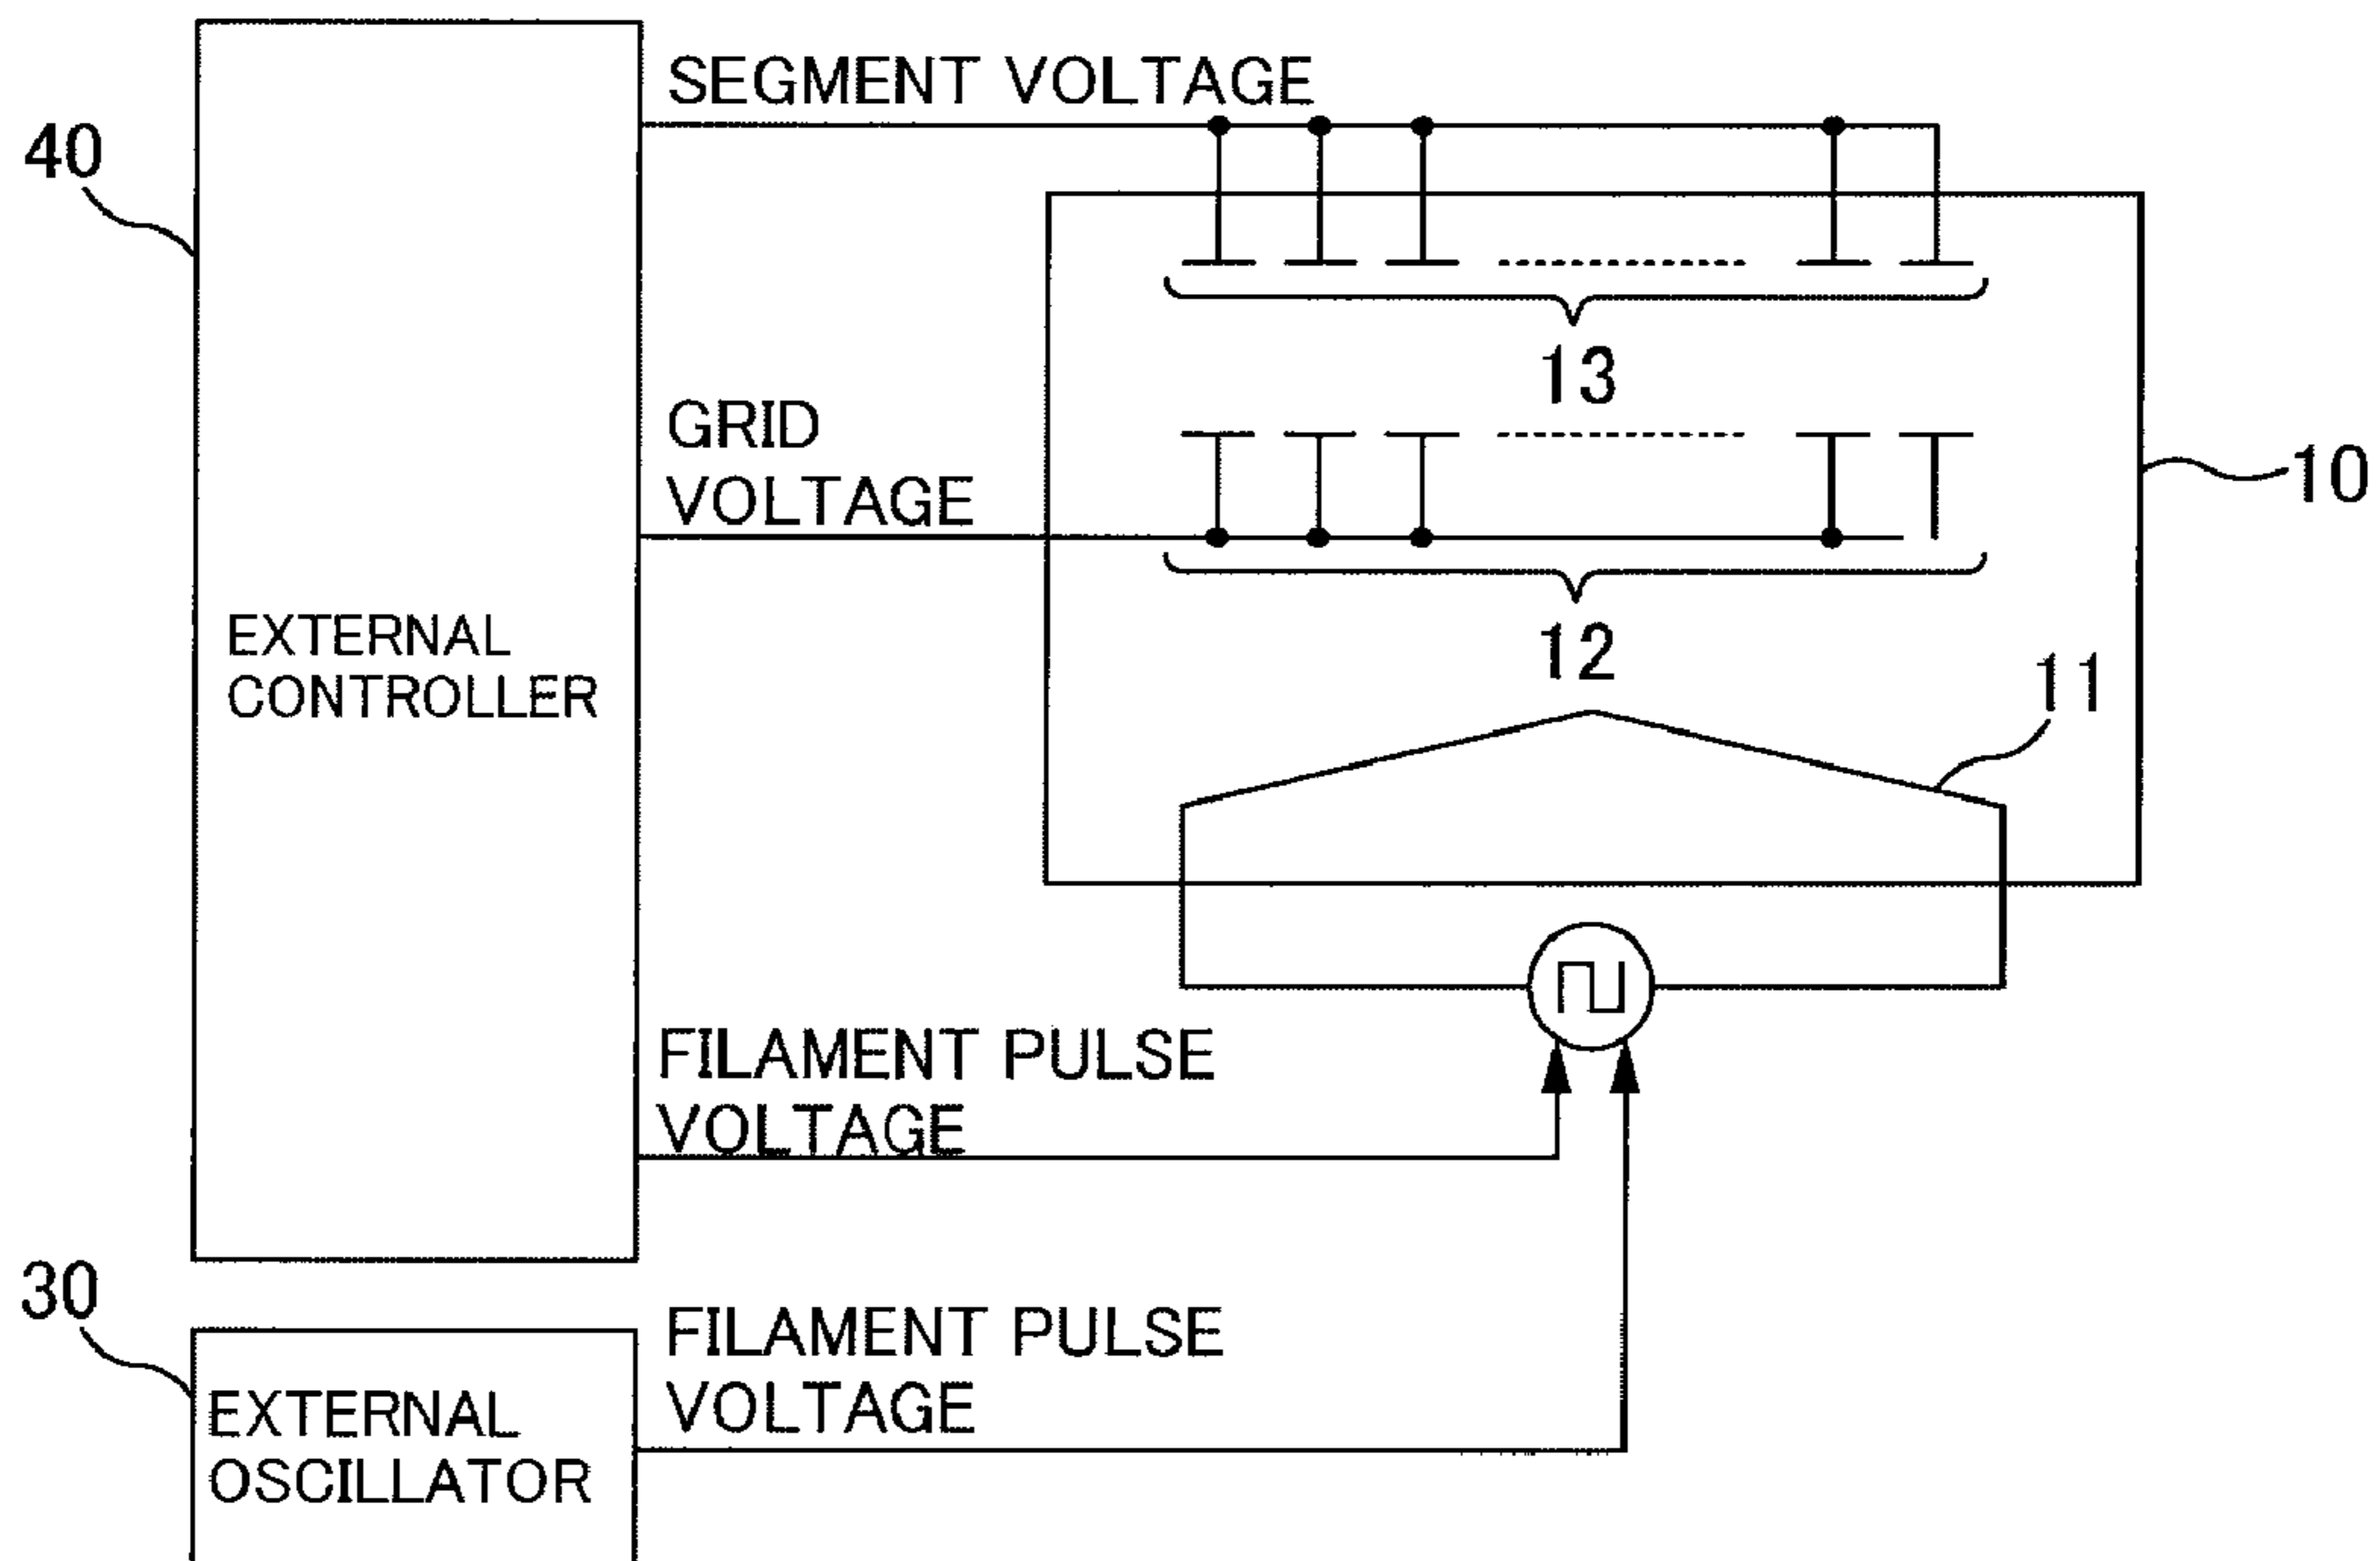 SEGMENT VOLTAGE
40
13
GRID
VOLTAGE
10
EXTERNAL
CONTROLLER
12
11
FILAMENT PULSE
VOLTAGE
30
FILAMENT PULSE
VOLTAGE
EXTERNAL
OSCILLATOR